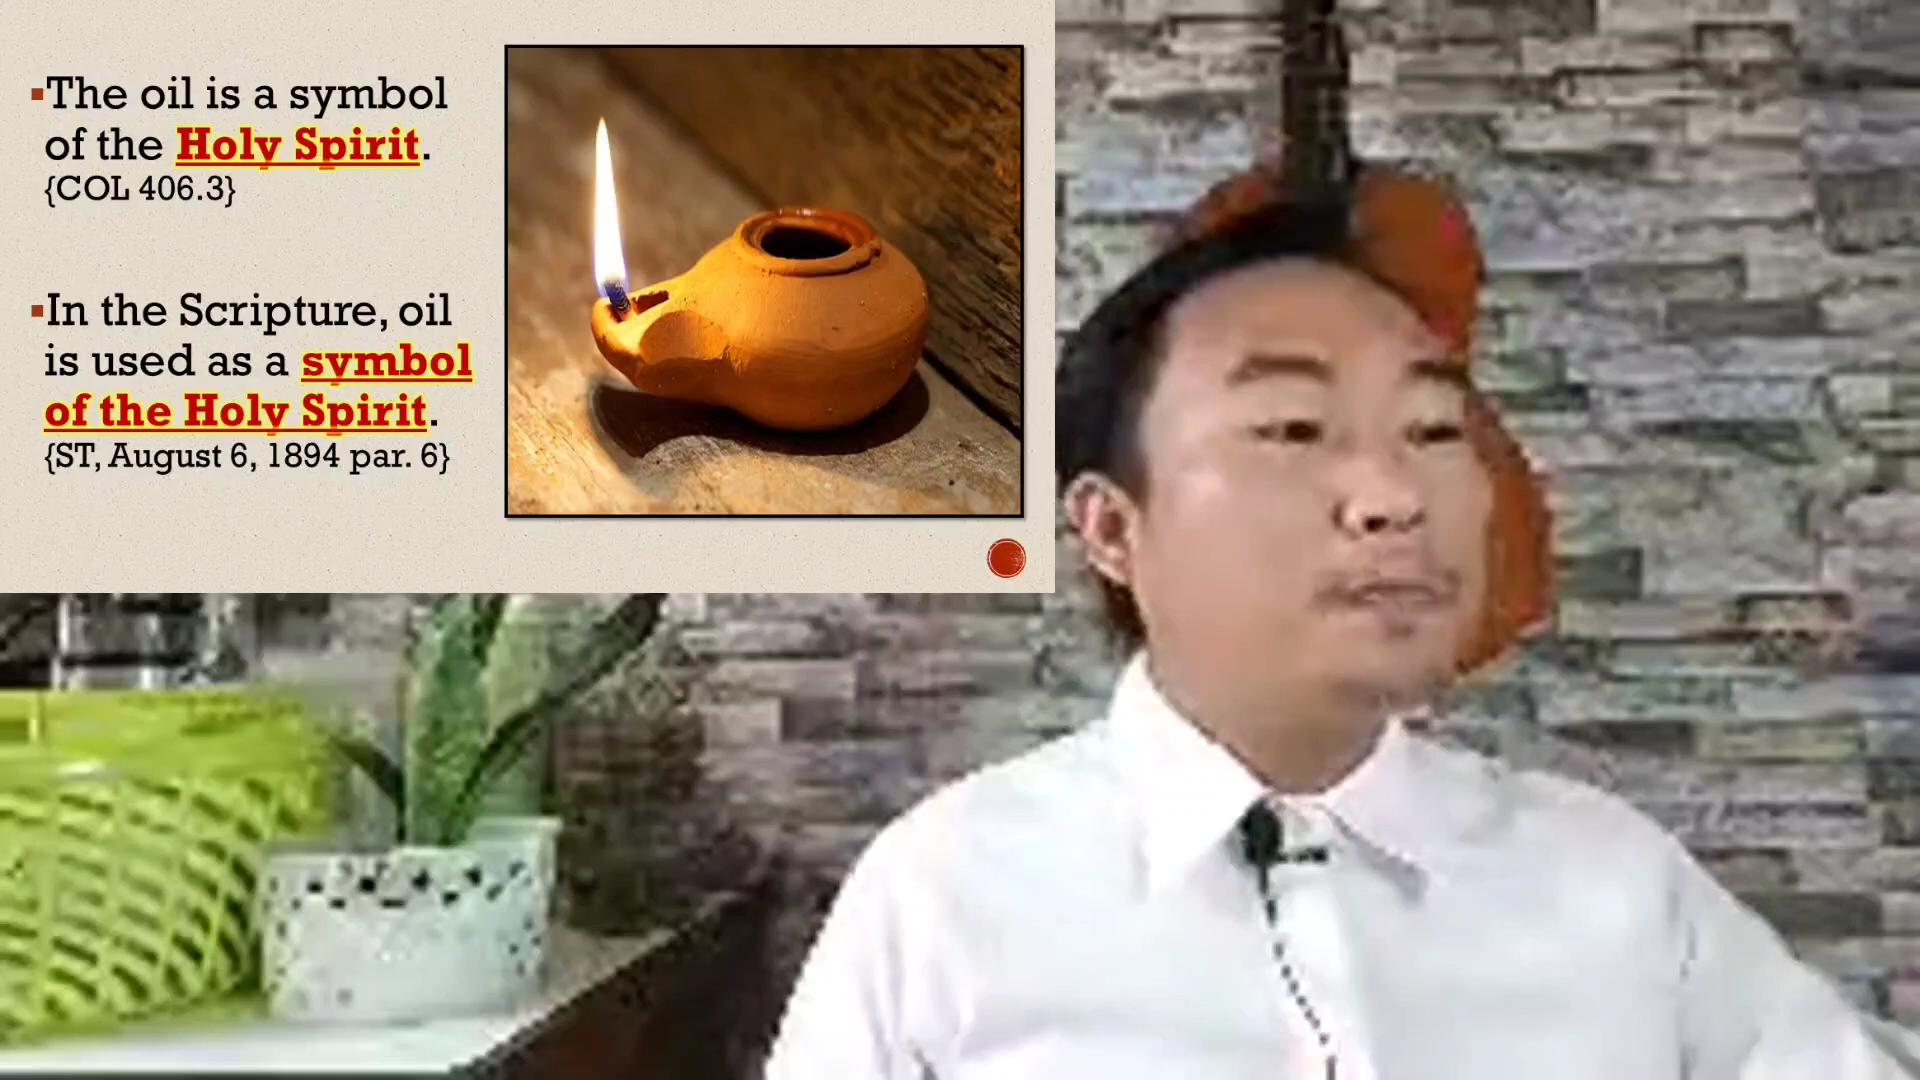 ▪The oil is a symbol
of the Holy Spirit.
{COL 406.3}
▪In the Scripture, oil
is used as a symbol
of the Holy Spirit.
{ST, August 6, 1894 par. 6}